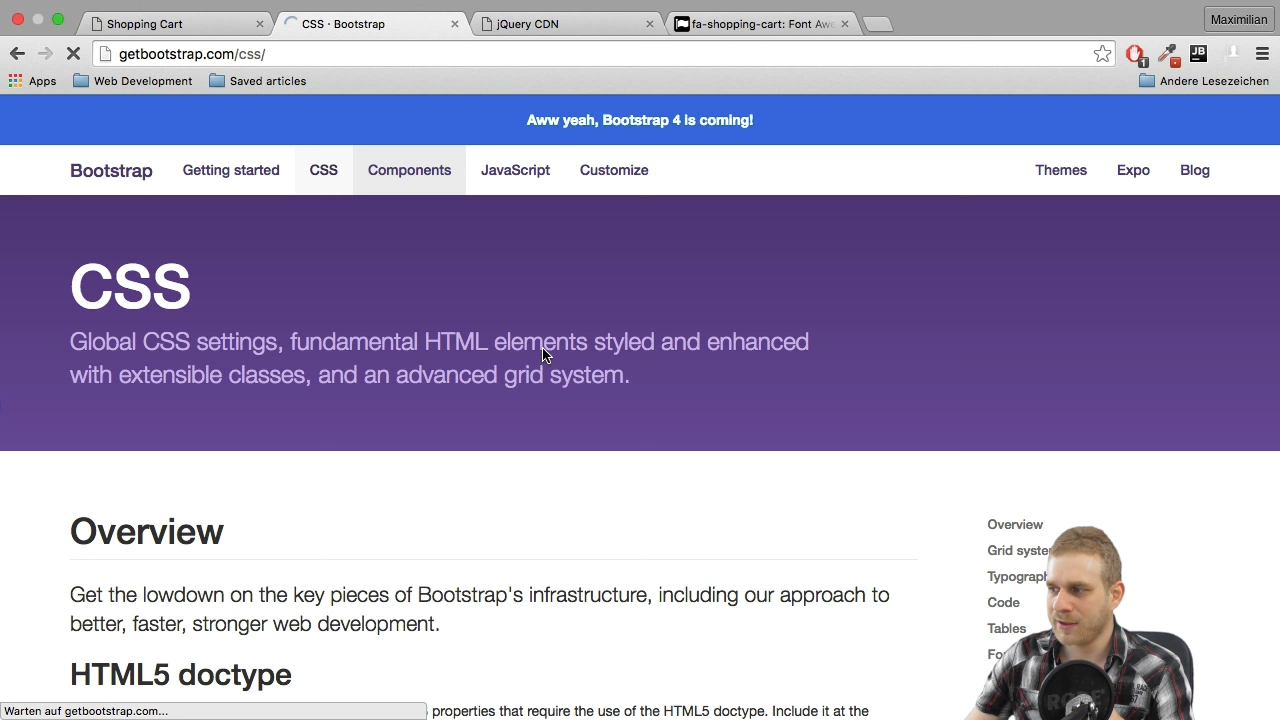 Shopping Cart
CSS · Bootstrap
jQuery CDN
fa-shopping-cart: Font Awe
Maximilian
getbootstrap.com/css/
Apps
Web Development
Saved articles
Andere Lesezeichen
Aww yeah, Bootstrap 4 is coming!
Bootstrap
Getting started
CSS
Components
JavaScript
Customize
Themes
Expo
Blog
CSS
Global CSS settings, fundamental HTML elements styled and enhanced
with extensible classes, and an advanced grid system.
Overview
Get the lowdown on the key pieces of Bootstrap's infrastructure, including our approach to
better, faster, stronger web development.
HTML5 doctype
properties that require the use of the HTML5 doctype. Include it at the
Overview
Grid syste
Typograph
Code
Tables
Fo
Warten auf getbootstrap.com...